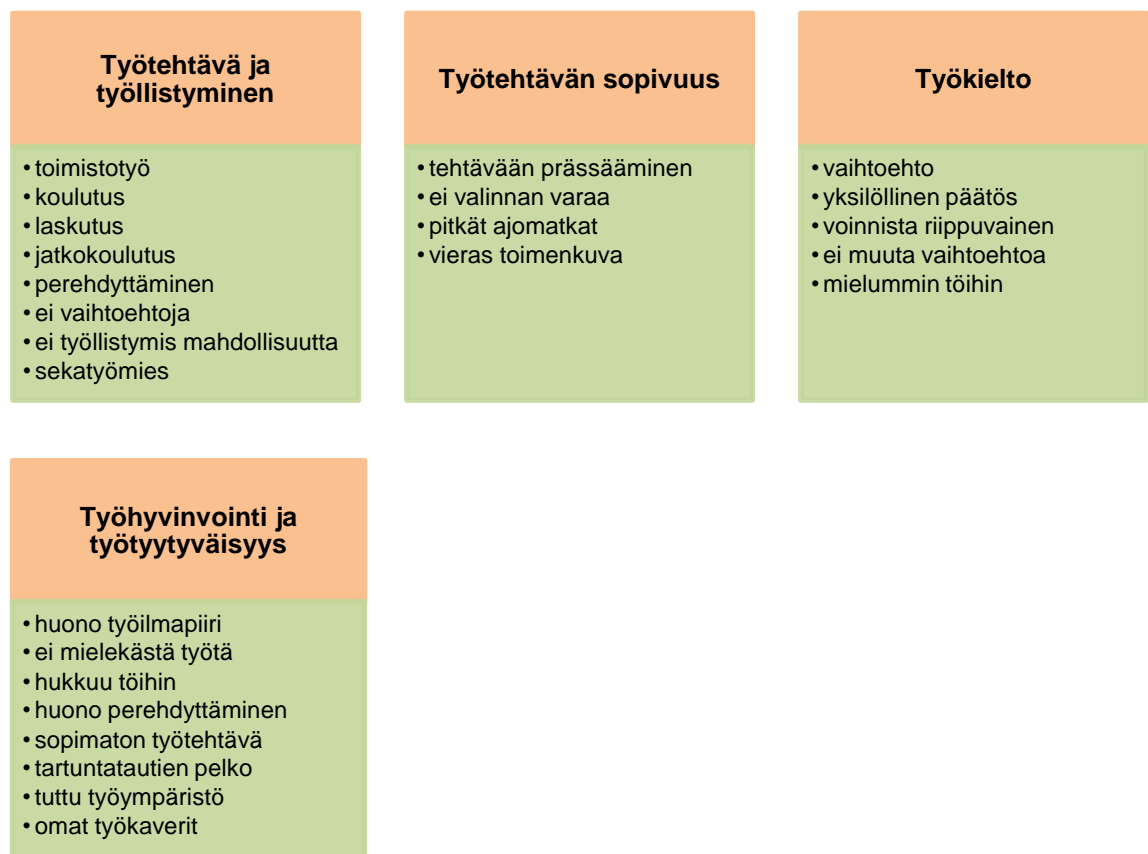 Työtehtävä ja
työllistyminen
• toimistotyö
• koulutus
• laskutus
• jatkokoulutus
• perehdyttäminen
• ei vaihtoehtoja
• ei työllistymis mahdollisuutta
• sekatyömies
Työtehtävän sopivuus
• tehtävään prässääminen
• ei valinnan varaa
• pitkät ajomatkat
• vieras toimenkuva
Työkielto
• vaihtoehto
• yksilöllinen päätös
• voinnista riippuvainen
• ei muuta vaihtoehtoa
• mielummin töihin
Työhyvinvointi ja
työtyytyväisyys
• huono työilmapiiri
• ei mielekästä työtä
• hukkuu töihin
• huono perehdyttäminen
• sopimaton työtehtävä
• tartuntatautien pelko
• tuttu työympäristö
• omat työkaverit